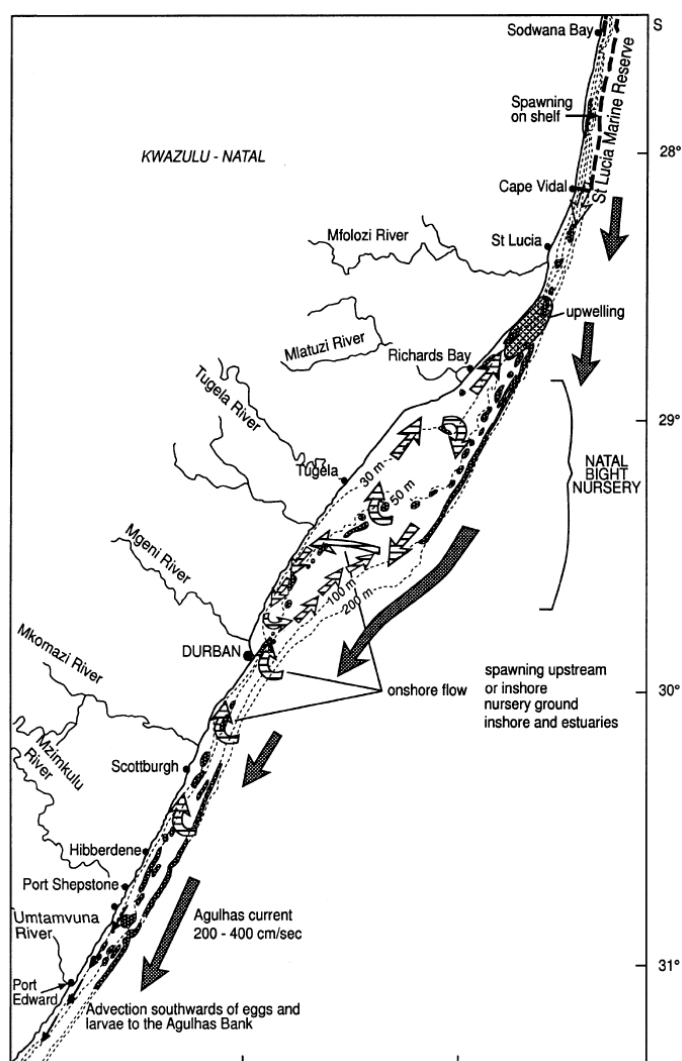 S
Sodwana Bay
Spawning
on shelf
St Lucia Marine Reserve
28°
KWAZULU - NATAL
Cape Vidal
Mfolozi River
St Lucia
upwelling
Mlatuzi River
Richards Bay
29°
Tugela River
Tugela
30 m
50 m
NATAL
BIGHT
NURSERY
Mgeni River
100 m
200 m
DURBAN
Mkomazi River
onshore flow
spawning upstream
or inshore
nursery ground
inshore and estuaries
30°
Mzimkulu
River
Scottburgh
Hibberdene
Port Shepstone
Umtamvuna
River
Agulhas current
200 - 400 cm/sec
31°
Port
Edward
Advection southwards of eggs and
larvae to the Agulhas Bank